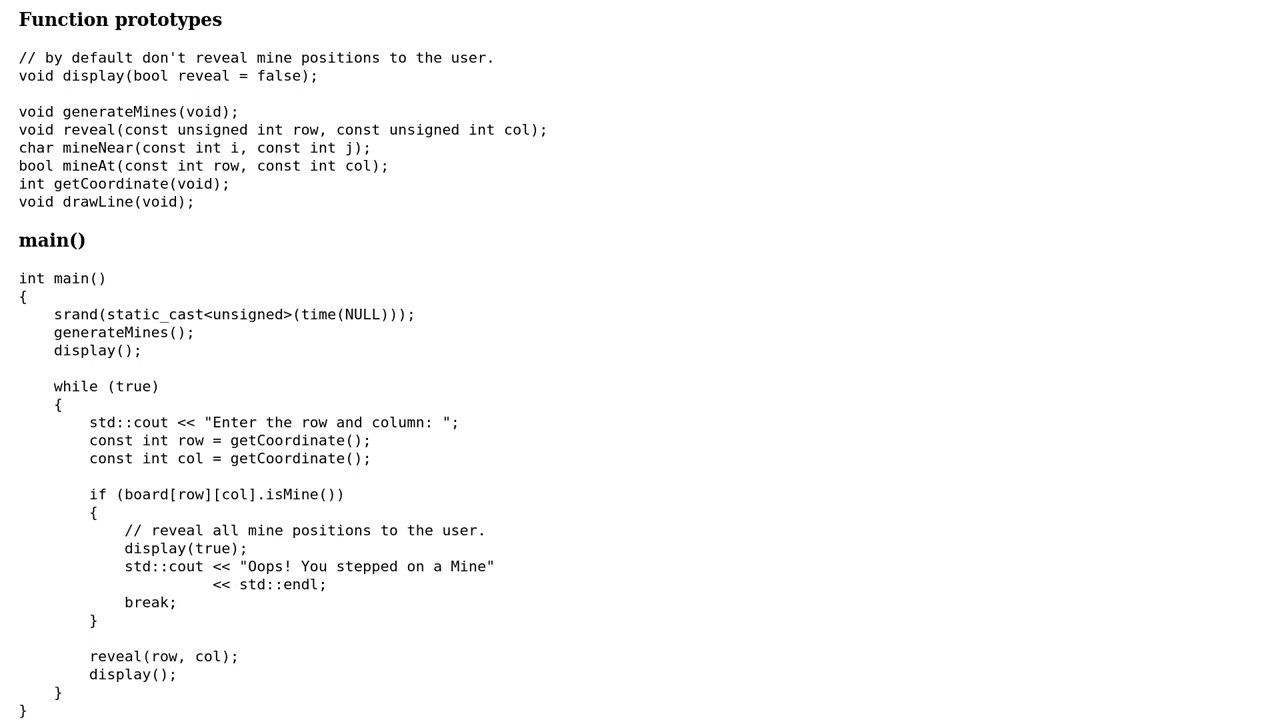 Function prototypes
// by default don't reveal mine positions to the user.
void display(bool reveal = false);
void generateMines(void);
void reveal(const unsigned int row, const unsigned int col);
char mineNear(const int i, const int j);
bool mineAt(const int row, const int col);
int getCoordinate(void);
void drawLine(void);
main()
int main()
{
    srand(static_cast<unsigned>(time(NULL)));
    generateMines();
    display();
    while (true)
    {
        std::cout << "Enter the row and column: ";
        const int row = getCoordinate();
        const int col = getCoordinate();
        if (board[row][col].isMine())
        {
            // reveal all mine positions to the user.
            display(true);
            std::cout << "Oops! You stepped on a Mine"
                      << std::endl;
            break;
        }
        reveal(row, col);
        display();
    }
}